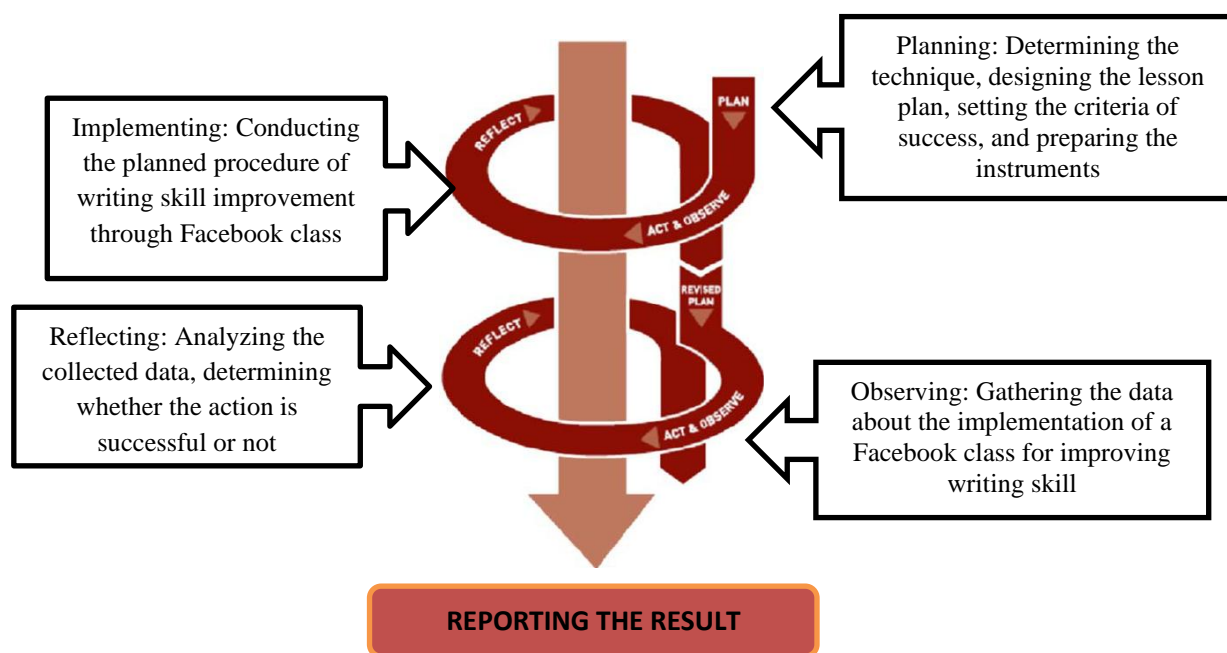 Planning: Determining the
technique, designing the lesson
plan, setting the criteria of
success, and preparing the
instruments
Implementing: Conducting
the planned procedure of
writing skill improvement
through Facebook class
REFLECT
PLAN
ACT & OBSERVE
REVISED
PLAN
Reflecting: Analyzing the
collected data, determining
whether the action is
successful or not
REFLECT
ACT & OBSERVE
Observing: Gathering the data
about the implementation of a
Facebook class for improving
writing skill
REPORTING THE RESULT